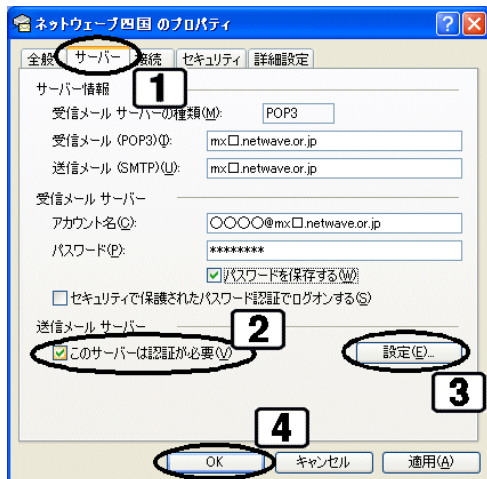 ネットウェーブ四国 のプロパティ
全般 サーバー 接続 セキュリティ 詳細設定
1
サーバー情報
受信メール サーバーの種類(M): POP3
受信メール (POP3)(I): mx□.netwave.or.jp
送信メール (SMTP)(U): mx□.netwave.or.jp
受信メール サーバー
アカウント名(C): ○○○○@mx□.netwave.or.jp
パスワード(P): ********
パスワードを保存する(W)
セキュリティで保護されたパスワード認証でログオンする(S)
送信メール サーバー
2
このサーバーは認証が必要(V) 設定(E)...
3
4
OK キャンセル 適用(A)